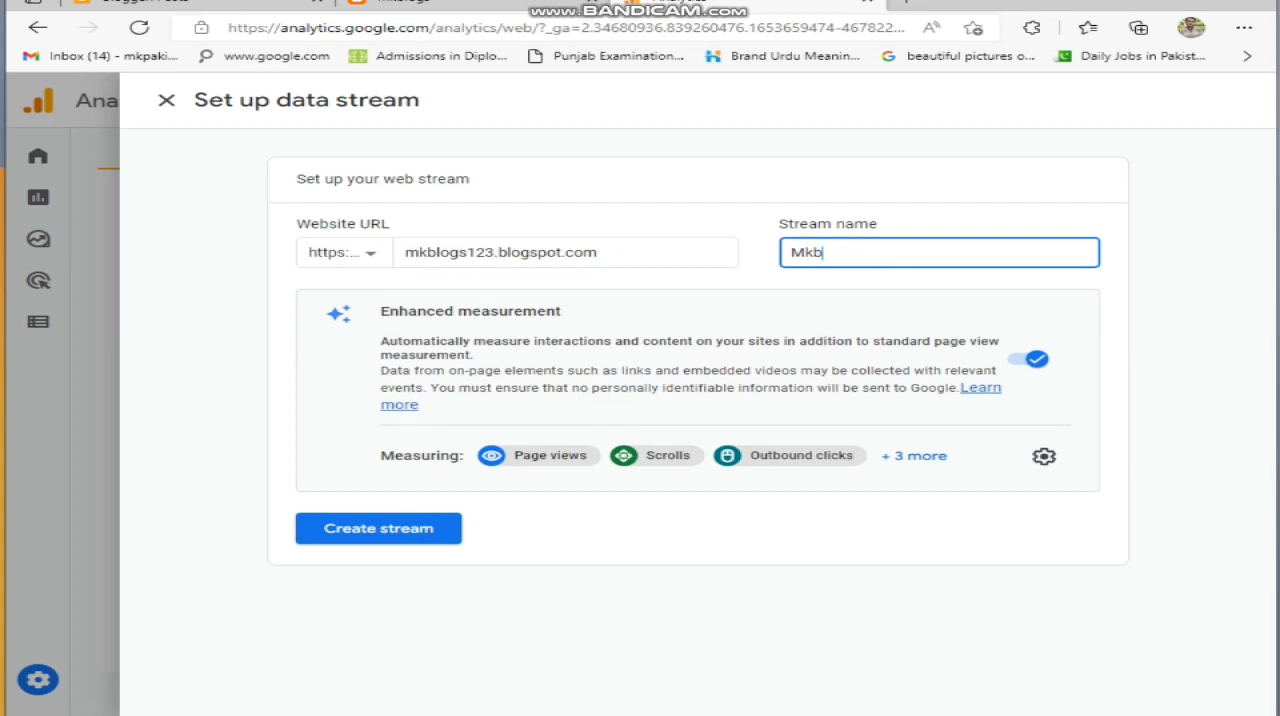 www.BANDICAM.com
https://analytics.google.com/analytics/web/?_ga=2.34680936.839260476.1653659474-467822...
Inbox (14) - mkpaki...
www.google.com
Admissions in Diplo...
Punjab Examination...
Brand Urdu Meanin...
beautiful pictures o...
Daily Jobs in Pakist...
Ana
Set up data stream
Set up your web stream
Website URL
Stream name
https:...
mkblogs123.blogspot.com
Mkb
Enhanced measurement
Automatically measure interactions and content on your sites in addition to standard page view
measurement.
Data from on-page elements such as links and embedded videos may be collected with relevant
events. You must ensure that no personally identifiable information will be sent to Google. Learn
more
Measuring:
Page views
Scrolls
Outbound clicks
+ 3 more
Create stream